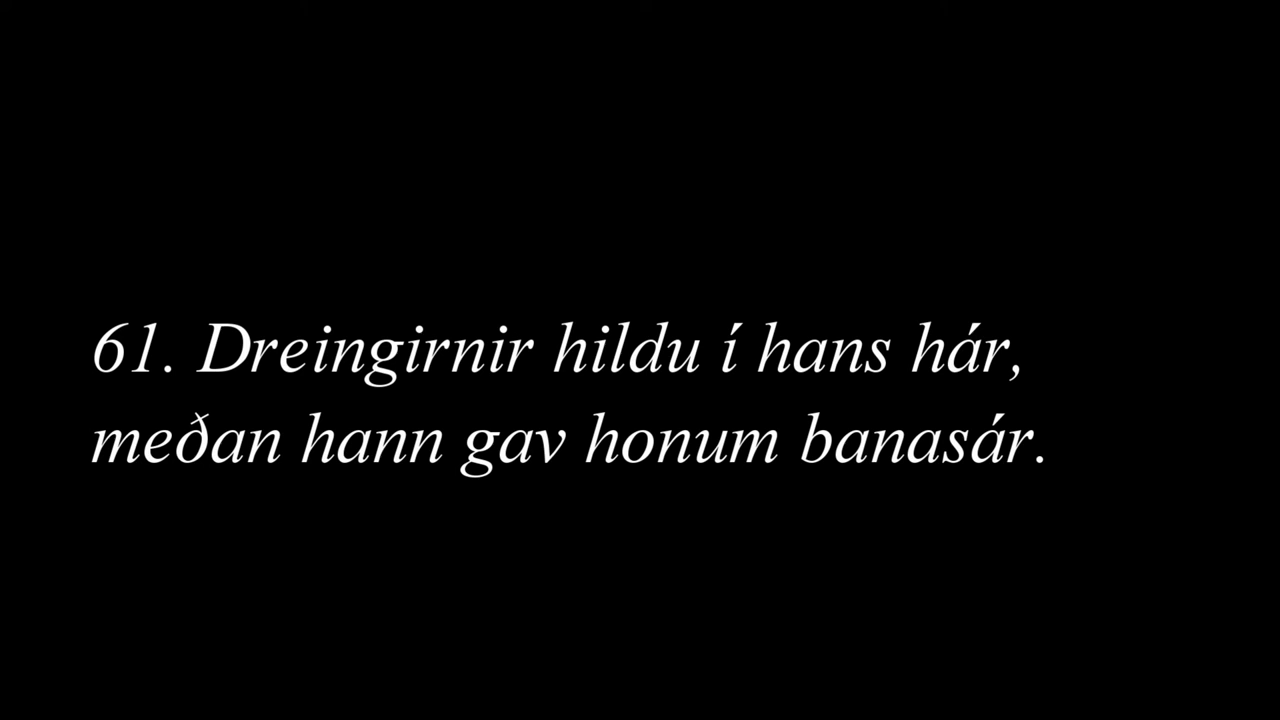 61. Dreingirnir hildu í hans hár,
meðan hann gav honum banasár.